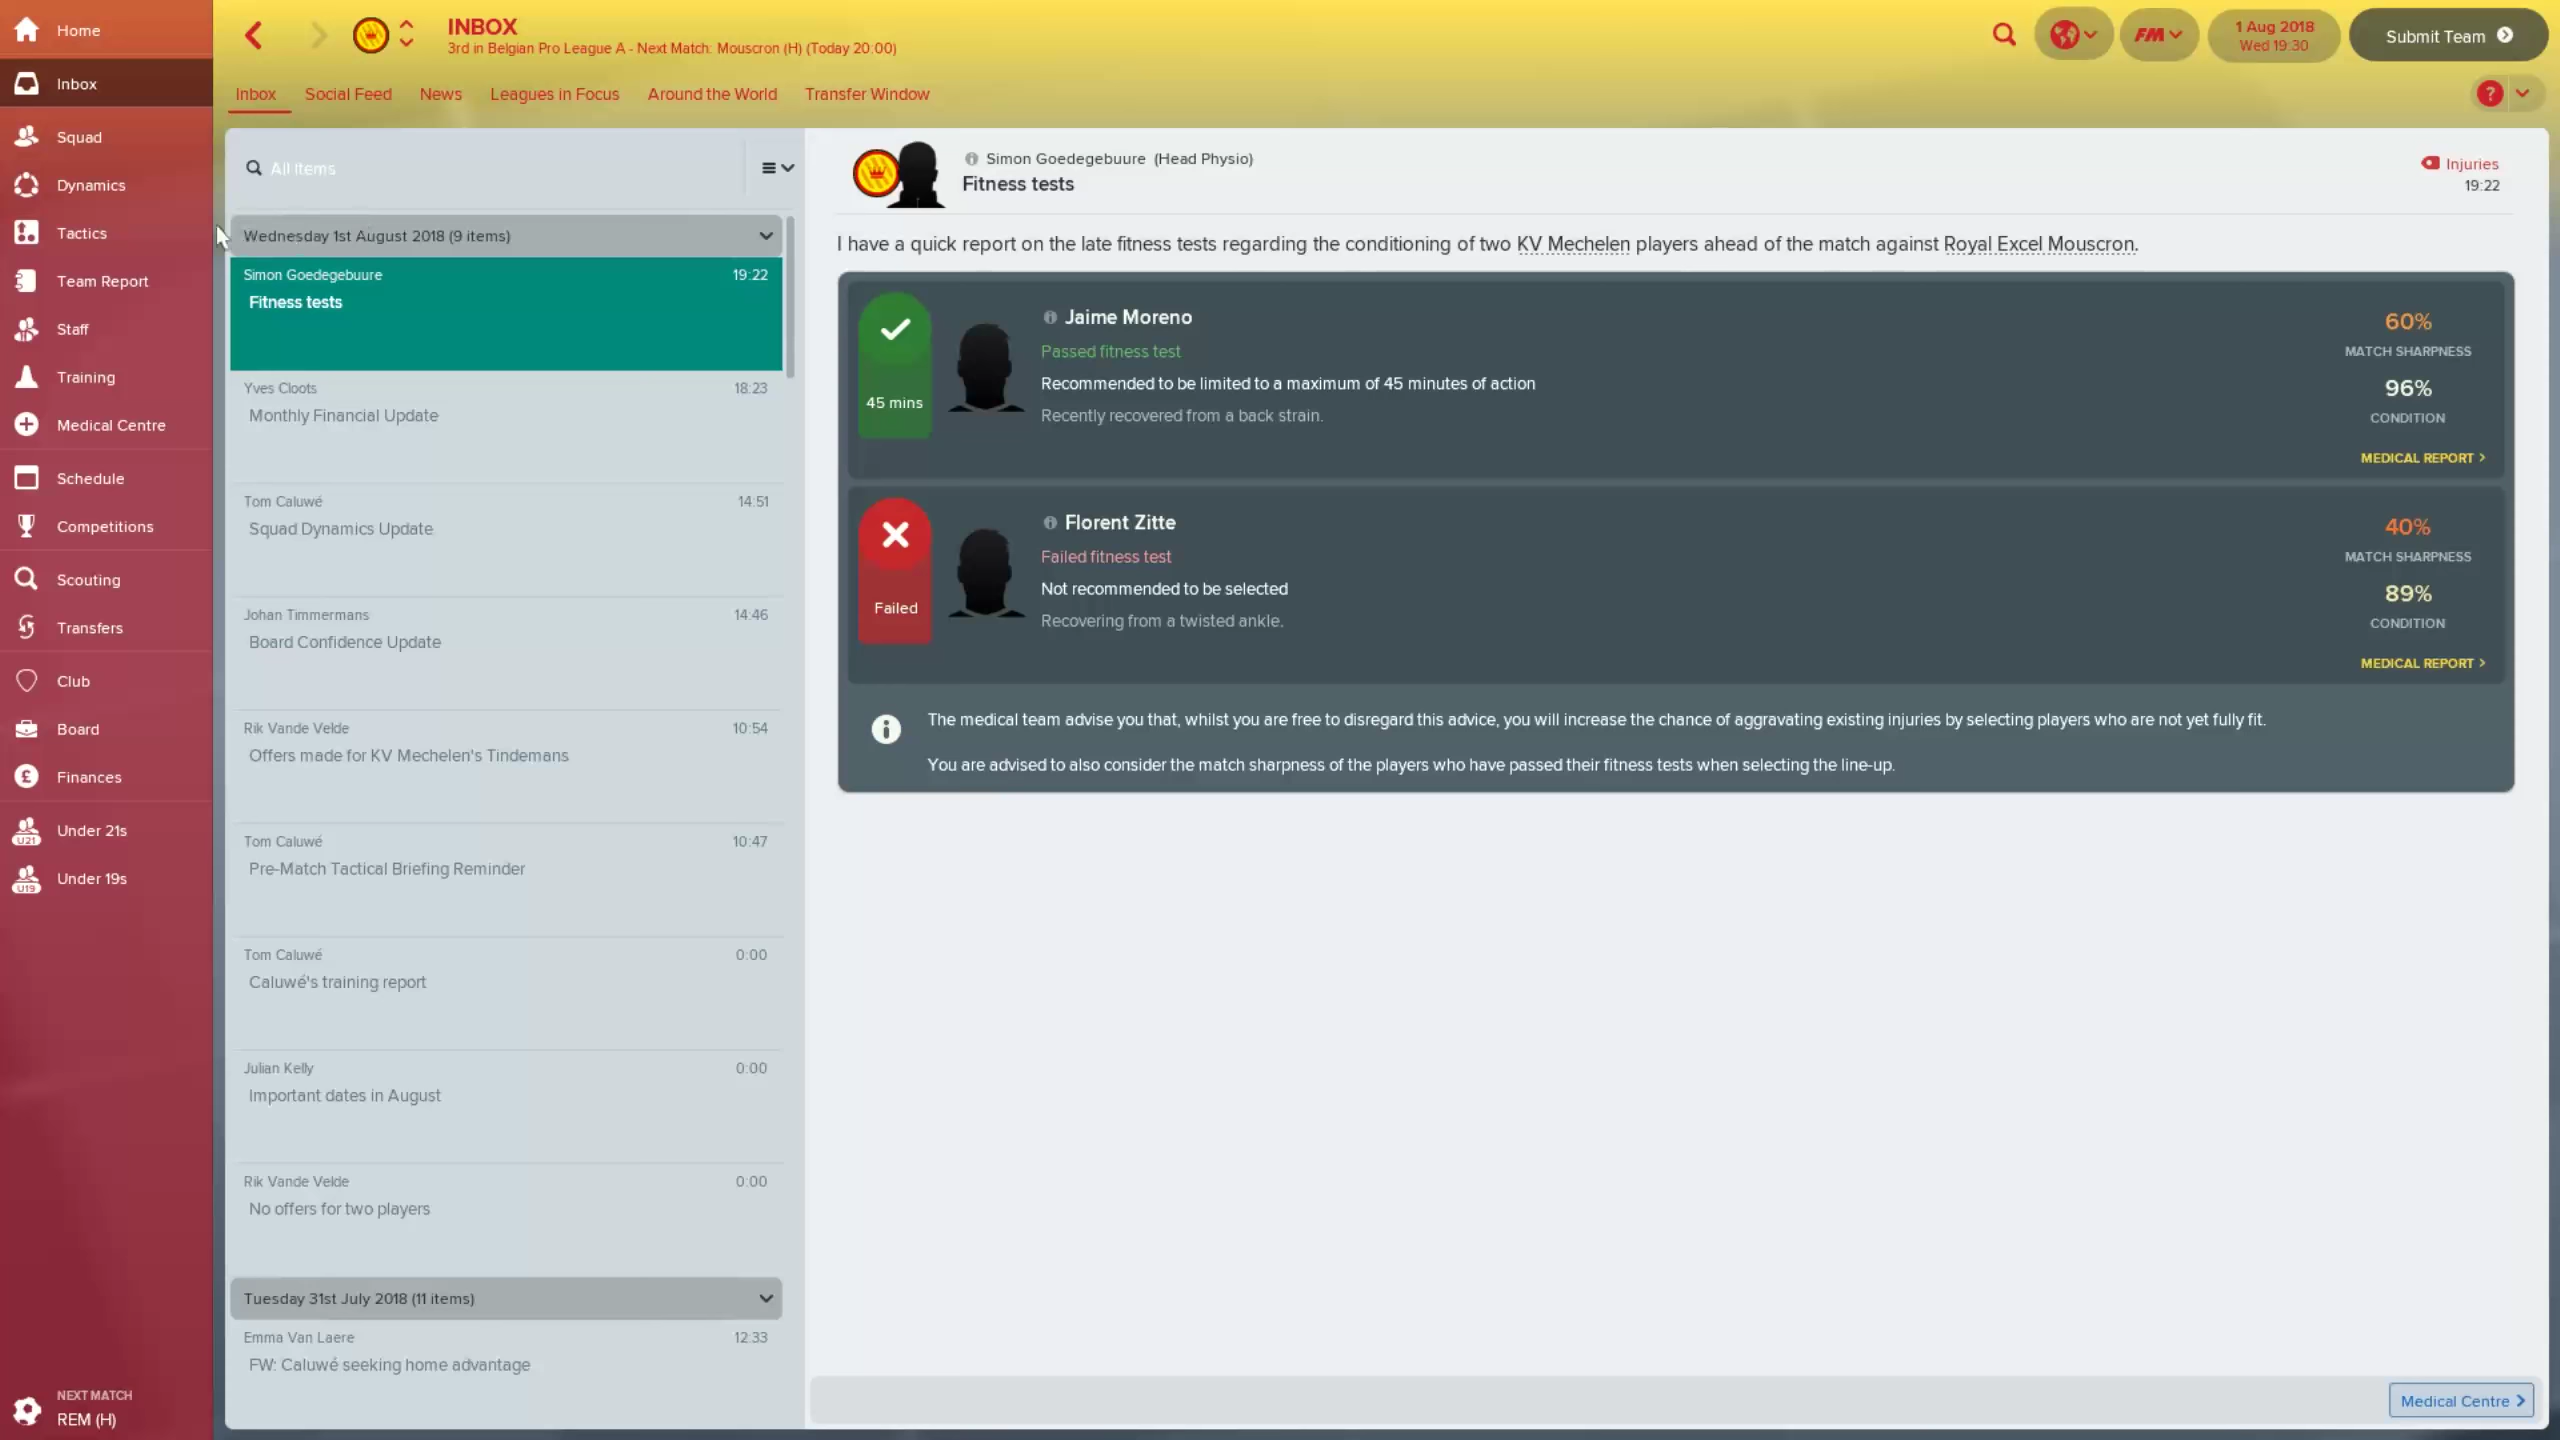 Home
Inbox
Squad
Dynamics
Tactics
Team Report
Staff
Training
Medical Centre
Schedule
Competitions
Scouting
Transfers
Club
Board
Finances
U21
Under 21s
U19
Under 19s
NEXT MATCH
REM (H)
INBOX
3rd in Belgian Pro League A - Next Match: Mouscron (H) (Today 20:00)
FM
1 Aug 2018
Wed 19:30
Submit Team
Inbox
Social Feed
News
Leagues in Focus
Around the World
Transfer Window
?
All Items
Wednesday 1st August 2018 (9 items)
Simon Goedegebuure 19:22
Fitness tests
Yves Cloots 18:23
Monthly Financial Update
Tom Caluwé 14:51
Squad Dynamics Update
Johan Timmermans 14:46
Board Confidence Update
Rik Vande Velde 10:54
Offers made for KV Mechelen's Tindemans
Tom Caluwé 10:47
Pre-Match Tactical Briefing Reminder
Tom Caluwé 0:00
Caluwé's training report
Julian Kelly 0:00
Important dates in August
Rik Vande Velde 0:00
No offers for two players
Tuesday 31st July 2018 (11 items)
Emma Van Laere 12:33
FW: Caluwé seeking home advantage
Simon Goedegebuure (Head Physio)
Fitness tests
Injuries
19:22
I have a quick report on the late fitness tests regarding the conditioning of two KV Mechelen players ahead of the match against Royal Excel Mouscron.
45 mins
Jaime Moreno
Passed fitness test
Recommended to be limited to a maximum of 45 minutes of action
Recently recovered from a back strain.
60%
MATCH SHARPNESS
96%
CONDITION
MEDICAL REPORT >
Failed
Florent Zitte
Failed fitness test
Not recommended to be selected
Recovering from a twisted ankle.
40%
MATCH SHARPNESS
89%
CONDITION
MEDICAL REPORT >
The medical team advise you that, whilst you are free to disregard this advice, you will increase the chance of aggravating existing injuries by selecting players who are not yet fully fit.
You are advised to also consider the match sharpness of the players who have passed their fitness tests when selecting the line-up.
Medical Centre >